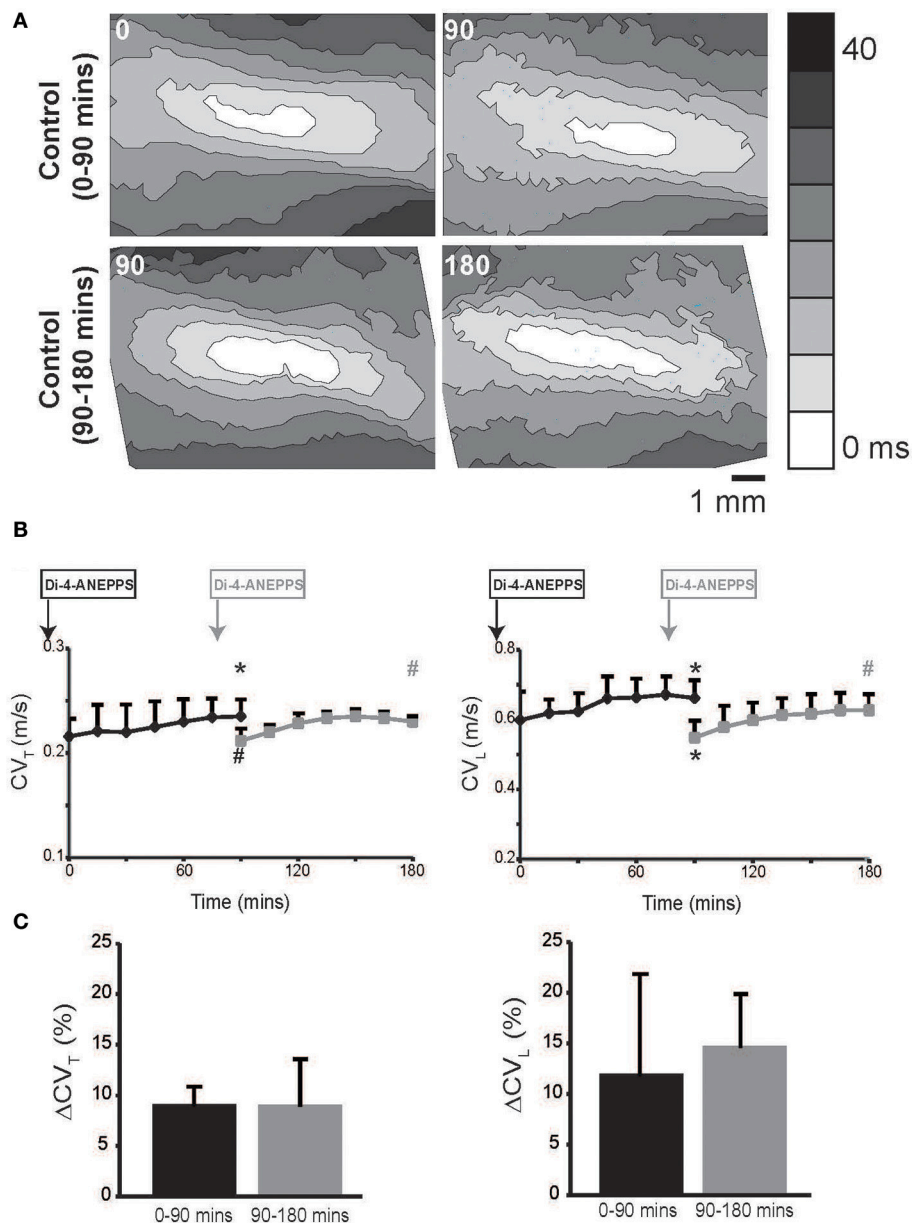 A
Control
(0-90 mins)
0
90
Control
(90-180 mins)
90
180
40
0 ms
1 mm
B
Di-4-ANEPPS
Di-4-ANEPPS
CV_T (m/s)
0.3
0.2
0.1
*
#
#
0
60
120
180
Time (mins)
Di-4-ANEPPS
Di-4-ANEPPS
CV_L (m/s)
0.8
0.6
0.4
0.2
*
#
*
0
60
120
180
Time (mins)
C
ΔCV_T (%)
25
20
15
10
5
0
0-90 mins
90-180 mins
ΔCV_L (%)
25
20
15
10
5
0
0-90 mins
90-180 mins